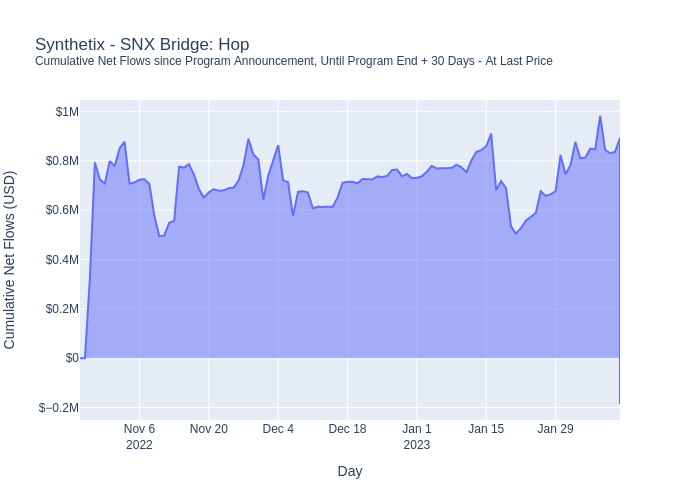 Synthetix - SNX Bridge: Hop
Cumulative Net Flows since Program Announcement, Until Program End + 30 Days - At Last Price
Cumulative Net Flows (USD)
$1M
$0.8M
$0.6M
$0.4M
$0.2M
$0
$−0.2M
Nov 6
2022
Nov 20
Dec 4
Dec 18
Jan 1
2023
Jan 15
Jan 29
Day